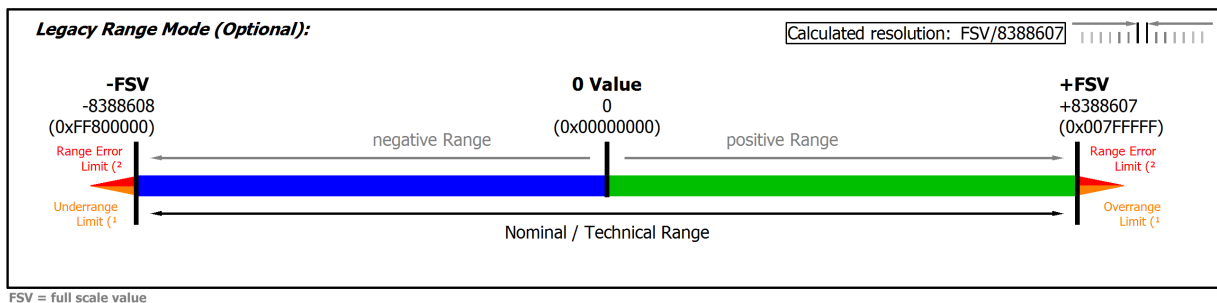 Legacy Range Mode (Optional):
Calculated resolution: FSV/8388607
-FSV
-8388608
(0xFF800000)
0 Value
0
(0x00000000)
+FSV
+8388607
(0x007FFFFF)
negative Range
positive Range
Range Error
Limit (²
Range Error
Limit (²
Underrange
Limit (¹
Overrange
Limit (¹
Nominal / Technical Range
FSV = full scale value